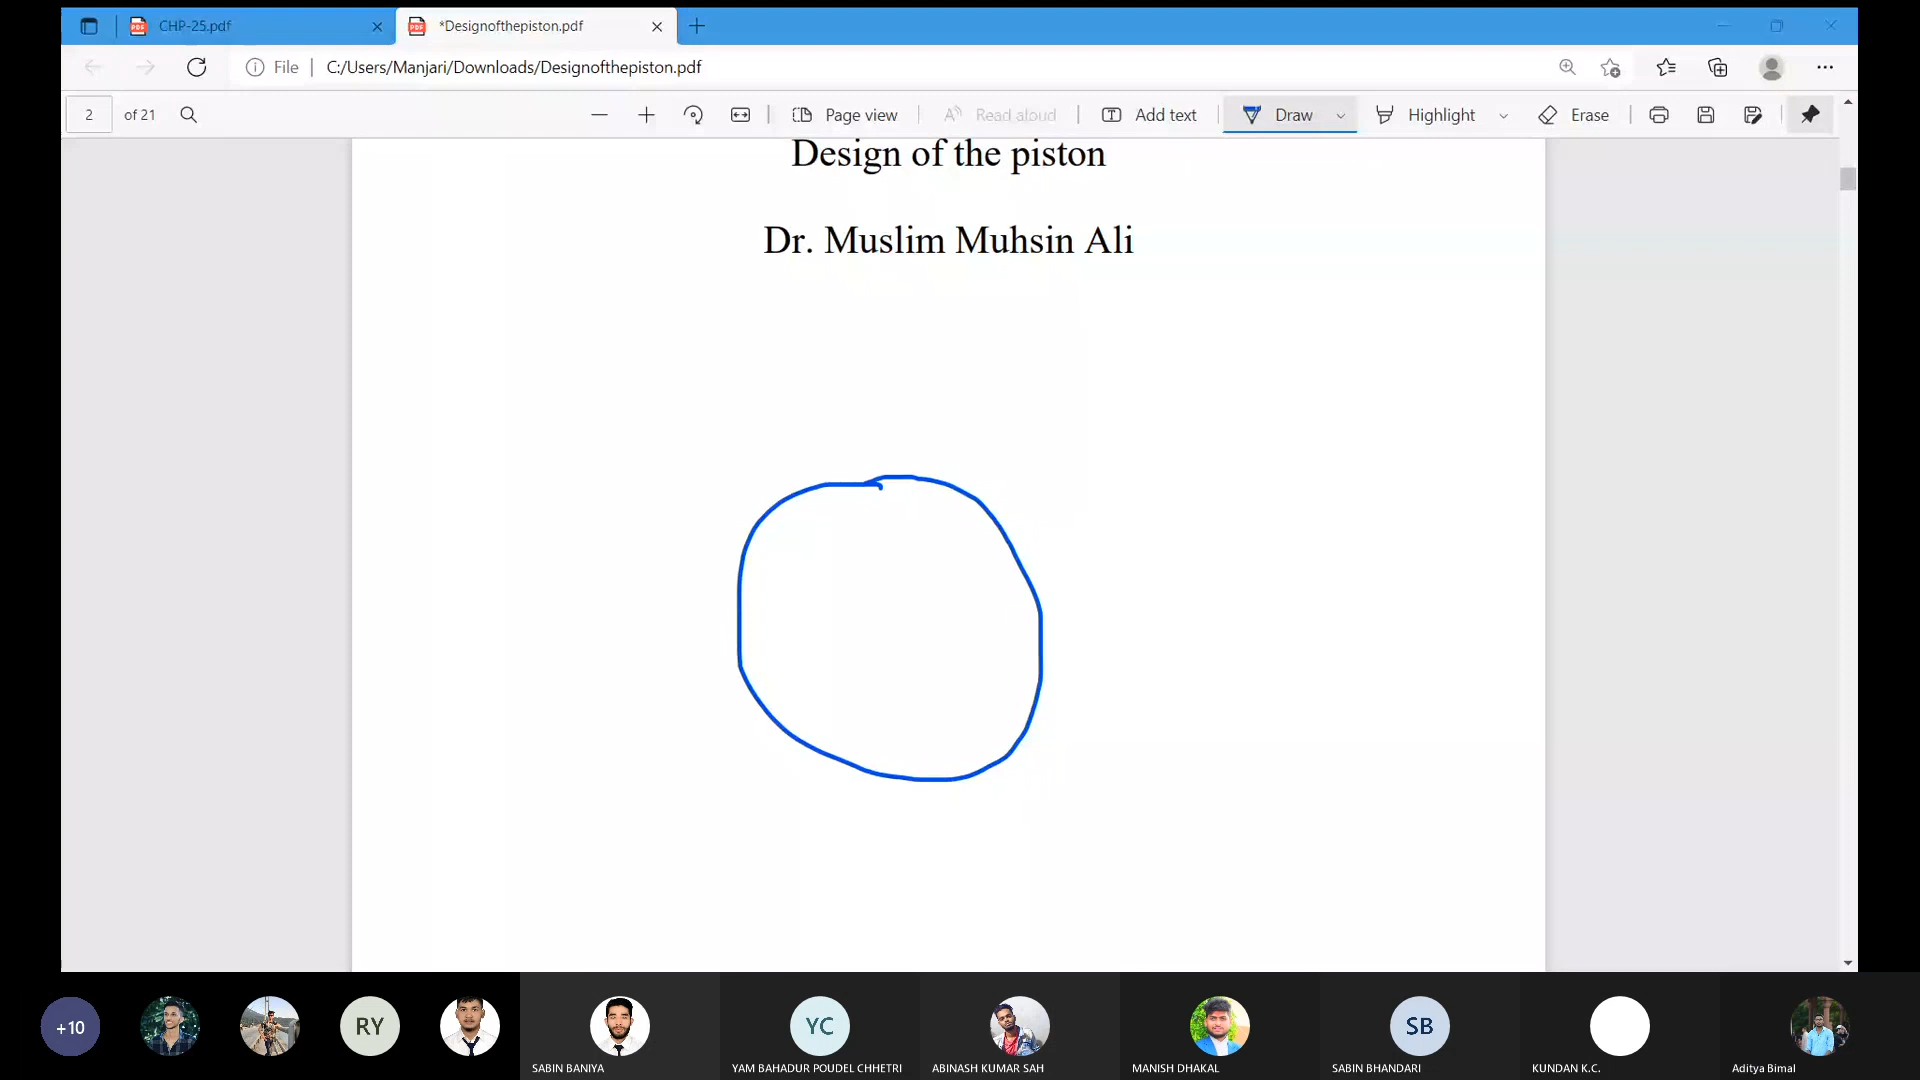 CHP-25.pdf
*Designofthepiston.pdf
File
C:/Users/Manjari/Downloads/Designofthepiston.pdf
2 of 21
Page view
Read aloud
Add text
Draw
Highlight
Erase
Design of the piston
Dr. Muslim Muhsin Ali
+10
RY
YC
SB
SABIN BANIYA
YAM BAHADUR POUDEL CHHETRI
ABINASH KUMAR SAH
MANISH DHAKAL
SABIN BHANDARI
KUNDAN K.C.
Aditya Bimal